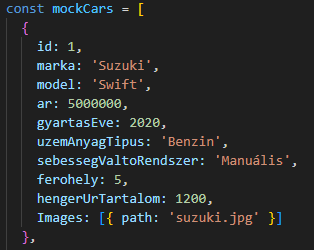 const mockCars = [
{
id: 1,
marka: 'Suzuki',
model: 'Swift',
ar: 5000000,
gyartasEve: 2020,
uzemAnyagTipus: 'Benzin',
sebessegValtoRendszer: 'Manuális',
ferohely: 5,
hengerUrTartalom: 1200,
Images: [{ path: 'suzuki.jpg' }]
},